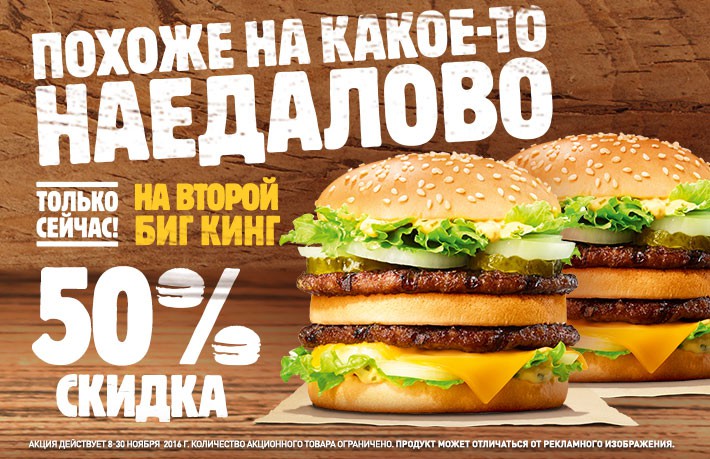 ПОХОЖЕ НА КАКОЕ-ТО
НАЕДАЛОВО
ТОЛЬКО
СЕЙЧАС!
НА ВТОРОЙ
БИГ КИНГ
50%
СКИДКА
АКЦИЯ ДЕЙСТВУЕТ 8-30 НОЯБРЯ 2016 Г. КОЛИЧЕСТВО АКЦИОННОГО ТОВАРА ОГРАНИЧЕНО. ПРОДУКТ МОЖЕТ ОТЛИЧАТЬСЯ ОТ РЕКЛАМНОГО ИЗОБРАЖЕНИЯ.